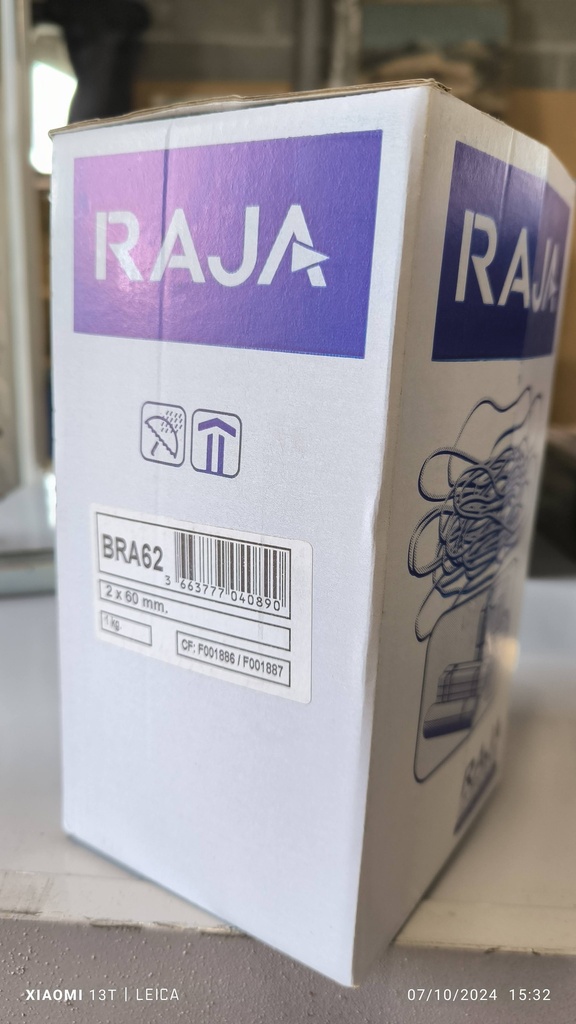 RAJA
RAJA
BRA62
3 663777 040890
2 x 60 mm.
1 kg.
CF: F001886 / F001887
RAJA
XIAOMI 13T | LEICA
07/10/2024 15:32